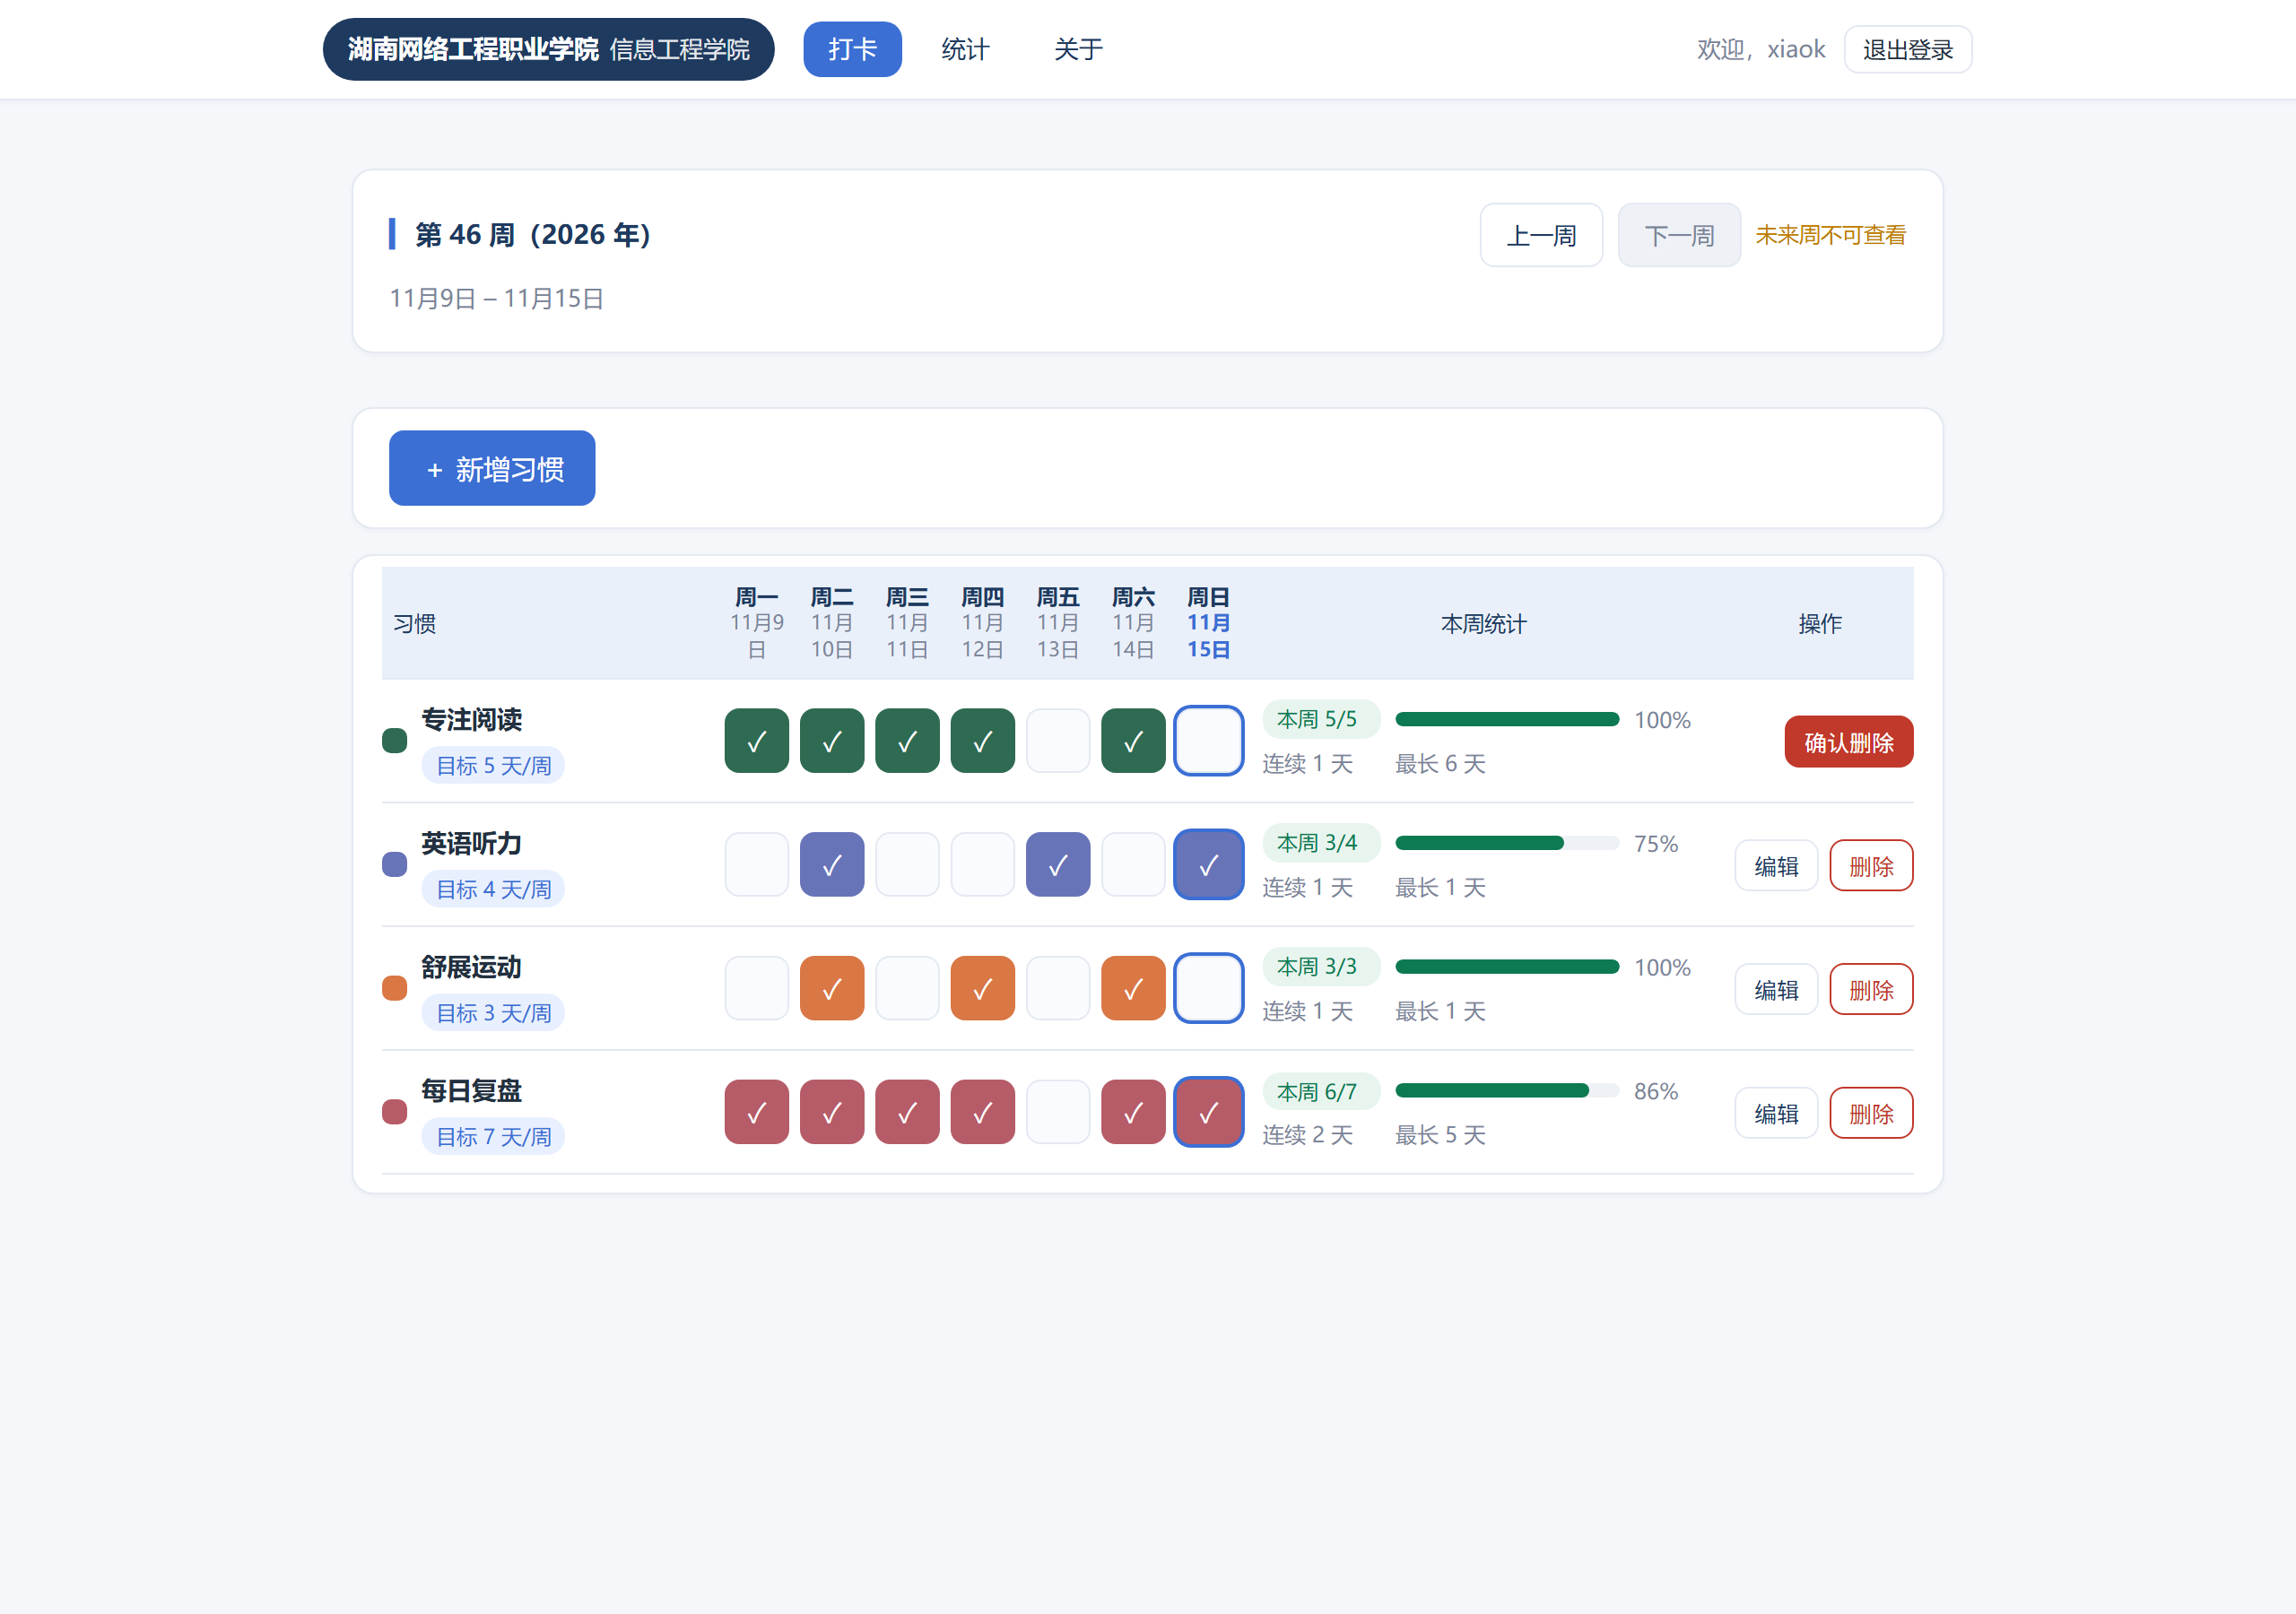 湖南网络工程职业学院 信息工程学院 打卡 统计 关于 欢迎，xiaok 退出登录
第 46 周（2026 年） 上一周 下一周 未来周不可查看
11月9日 – 11月15日
+ 新增习惯
习惯 周一 11月9日 周二 11月10日 周三 11月11日 周四 11月12日 周五 11月13日 周六 11月14日 周日 11月15日 本周统计 操作
专注阅读
目标 5 天/周
✓ ✓ ✓ ✓ ✓
本周 5/5 100%
连续 1 天 最长 6 天
确认删除
英语听力
目标 4 天/周
✓ ✓ ✓
本周 3/4 75%
连续 1 天 最长 1 天
编辑 删除
舒展运动
目标 3 天/周
✓ ✓ ✓
本周 3/3 100%
连续 1 天 最长 1 天
编辑 删除
每日复盘
目标 7 天/周
✓ ✓ ✓ ✓ ✓ ✓
本周 6/7 86%
连续 2 天 最长 5 天
编辑 删除